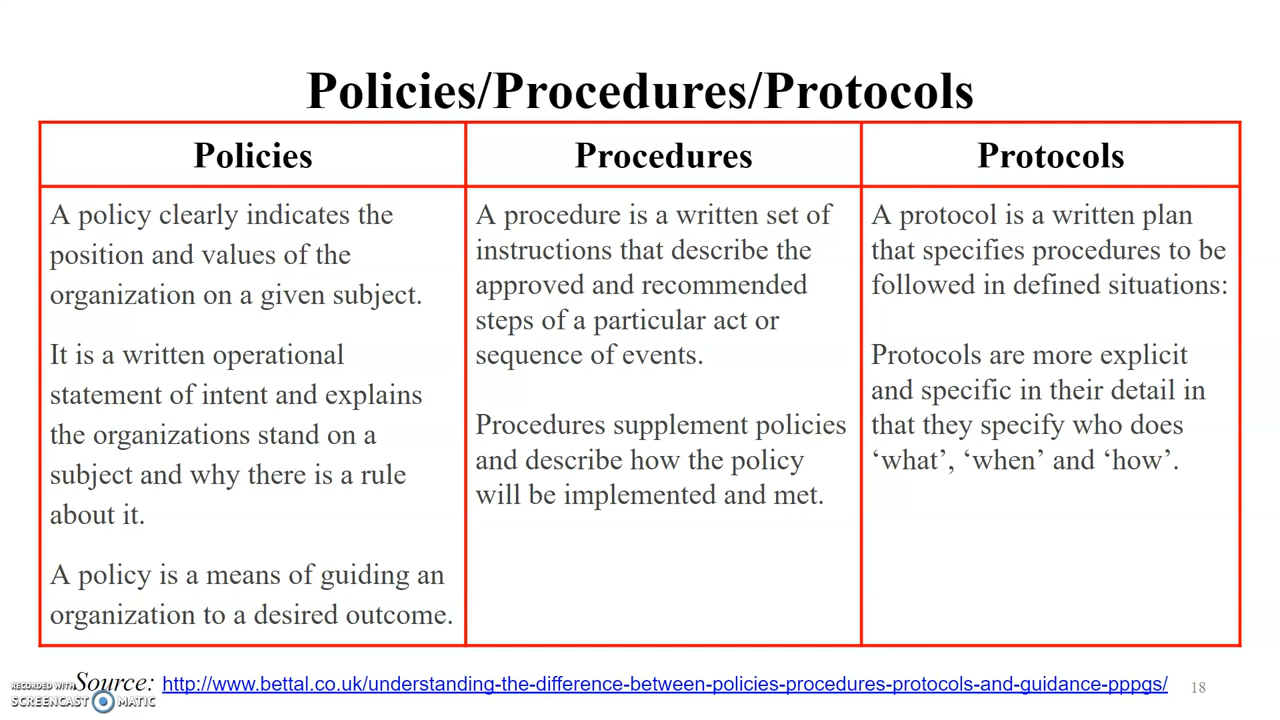 Policies/Procedures/Protocols
Policies
A policy clearly indicates the
position and values of the
organization on a given subject.
It is a written operational
statement of intent and explains
the organizations stand on a
subject and why there is a rule
about it.
A policy is a means of guiding an
organization to a desired outcome.
Procedures
A procedure is a written set of
instructions that describe the
approved and recommended
steps of a particular act or
sequence of events.
Procedures supplement policies
and describe how the policy
will be implemented and met.
Protocols
A protocol is a written plan
that specifies procedures to be
followed in defined situations:
Protocols are more explicit
and specific in their detail in
that they specify who does
‘what’, ‘when’ and ‘how’.
Source: http://www.bettal.co.uk/understanding-the-difference-between-policies-procedures-protocols-and-guidance-pppgs/
18
RECORDED WITH
SCREENCAST MATIC